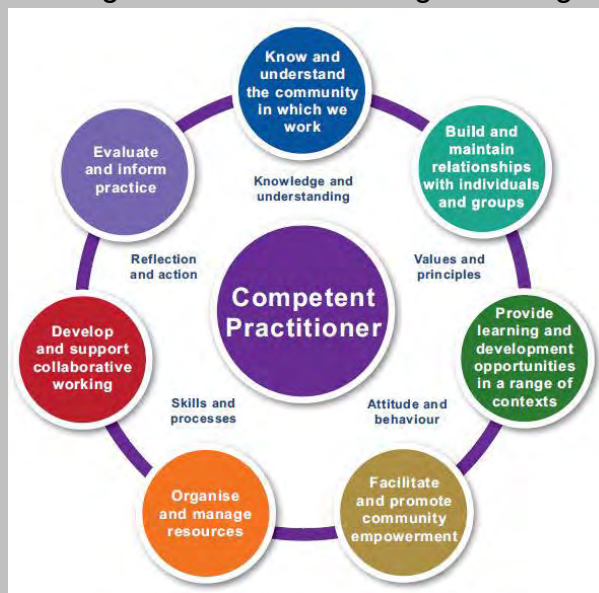 Know and
understand
the community
in which we
work
Build and
maintain
relationships
with individuals
and groups
Provide
learning and
development
opportunities
in a range of
contexts
Facilitate
and promote
community
empowerment
Organise
and manage
resources
Develop
and support
collaborative
working
Evaluate
and inform
practice
Knowledge and
understanding
Values and
principles
Attitude and
behaviour
Skills and
processes
Reflection
and action
Competent
Practitioner